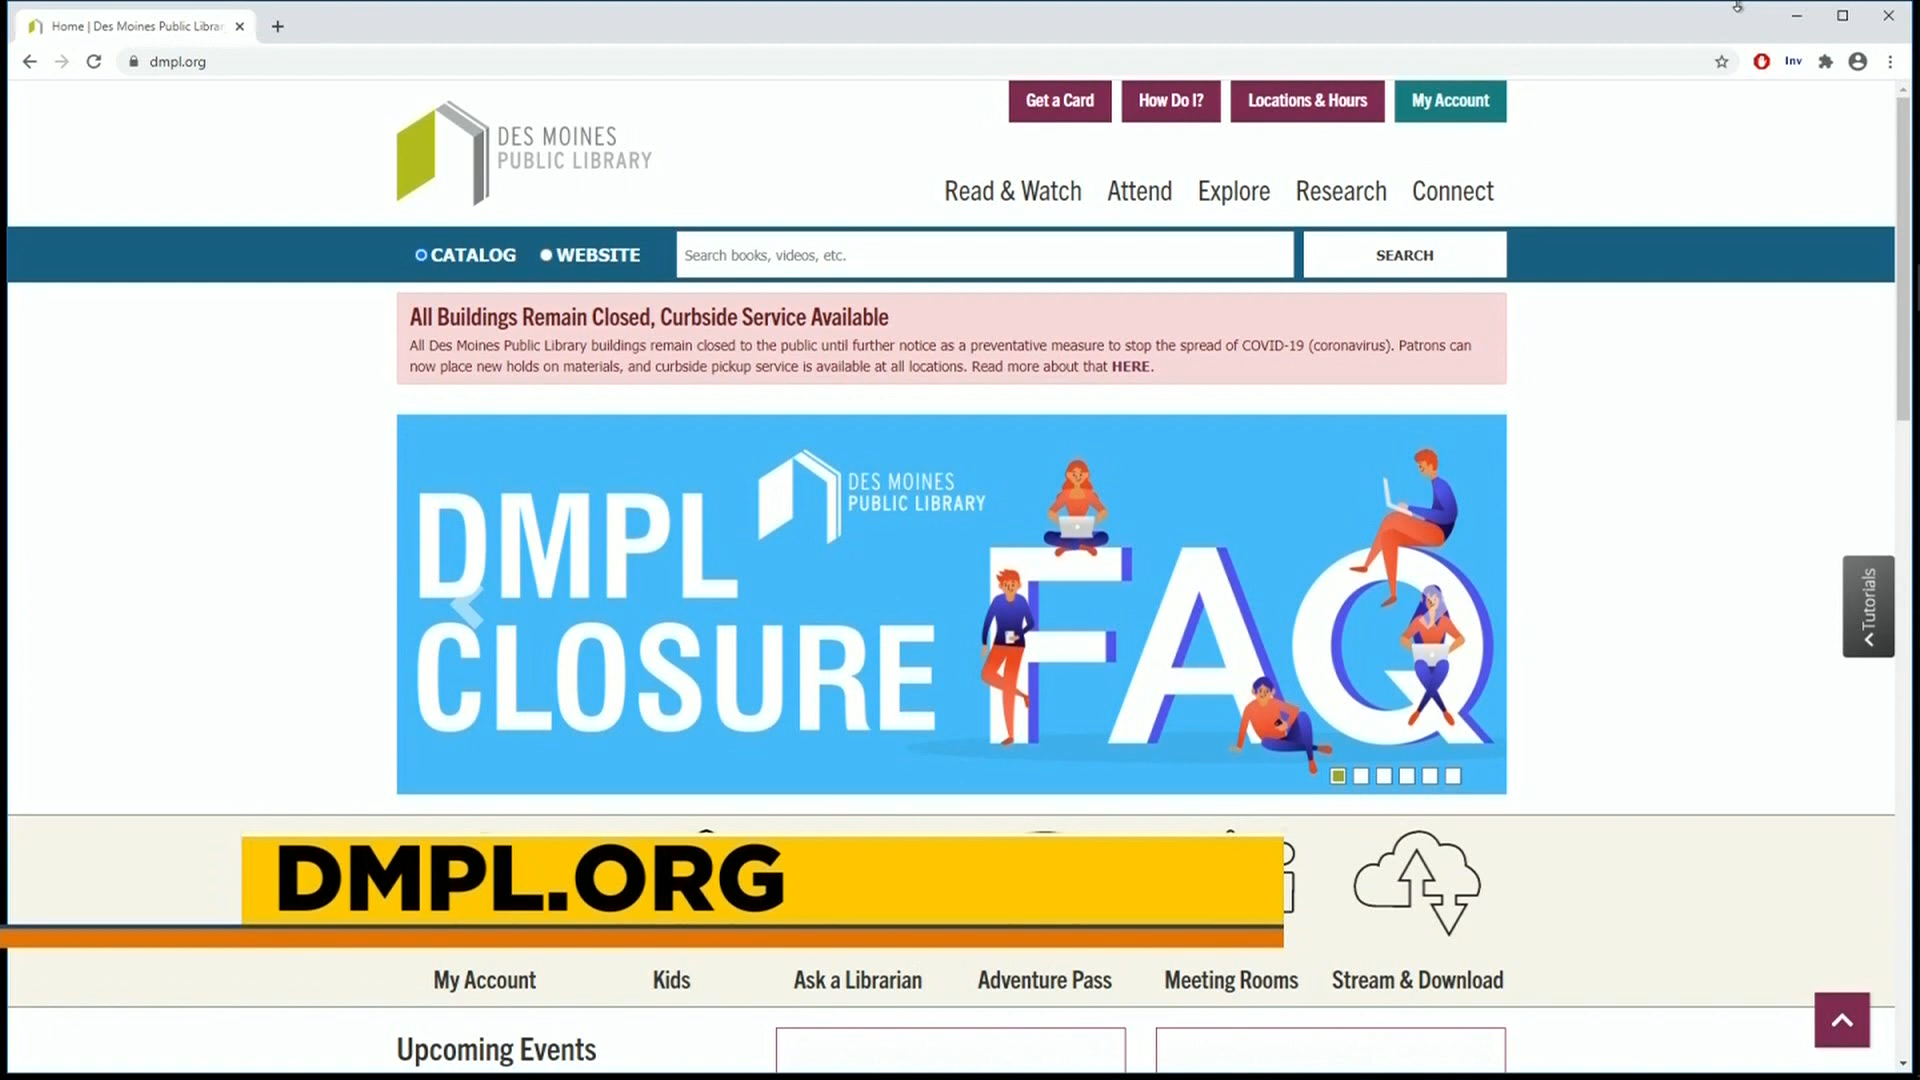 Home | Des Moines Public Librar
dmpl.org
Inv
Get a Card
How Do I?
Locations & Hours
My Account
DES MOINES
PUBLIC LIBRARY
Read & Watch
Attend
Explore
Research
Connect
CATALOG
WEBSITE
Search books, videos, etc.
SEARCH
All Buildings Remain Closed, Curbside Service Available
All Des Moines Public Library buildings remain closed to the public until further notice as a preventative measure to stop the spread of COVID-19 (coronavirus). Patrons can
now place new holds on materials, and curbside pickup service is available at all locations. Read more about that HERE.
DMPL
CLOSURE
DES MOINES
PUBLIC LIBRARY
FAQ
Tutorials
DMPL.ORG
My Account
Kids
Ask a Librarian
Adventure Pass
Meeting Rooms
Stream & Download
Upcoming Events